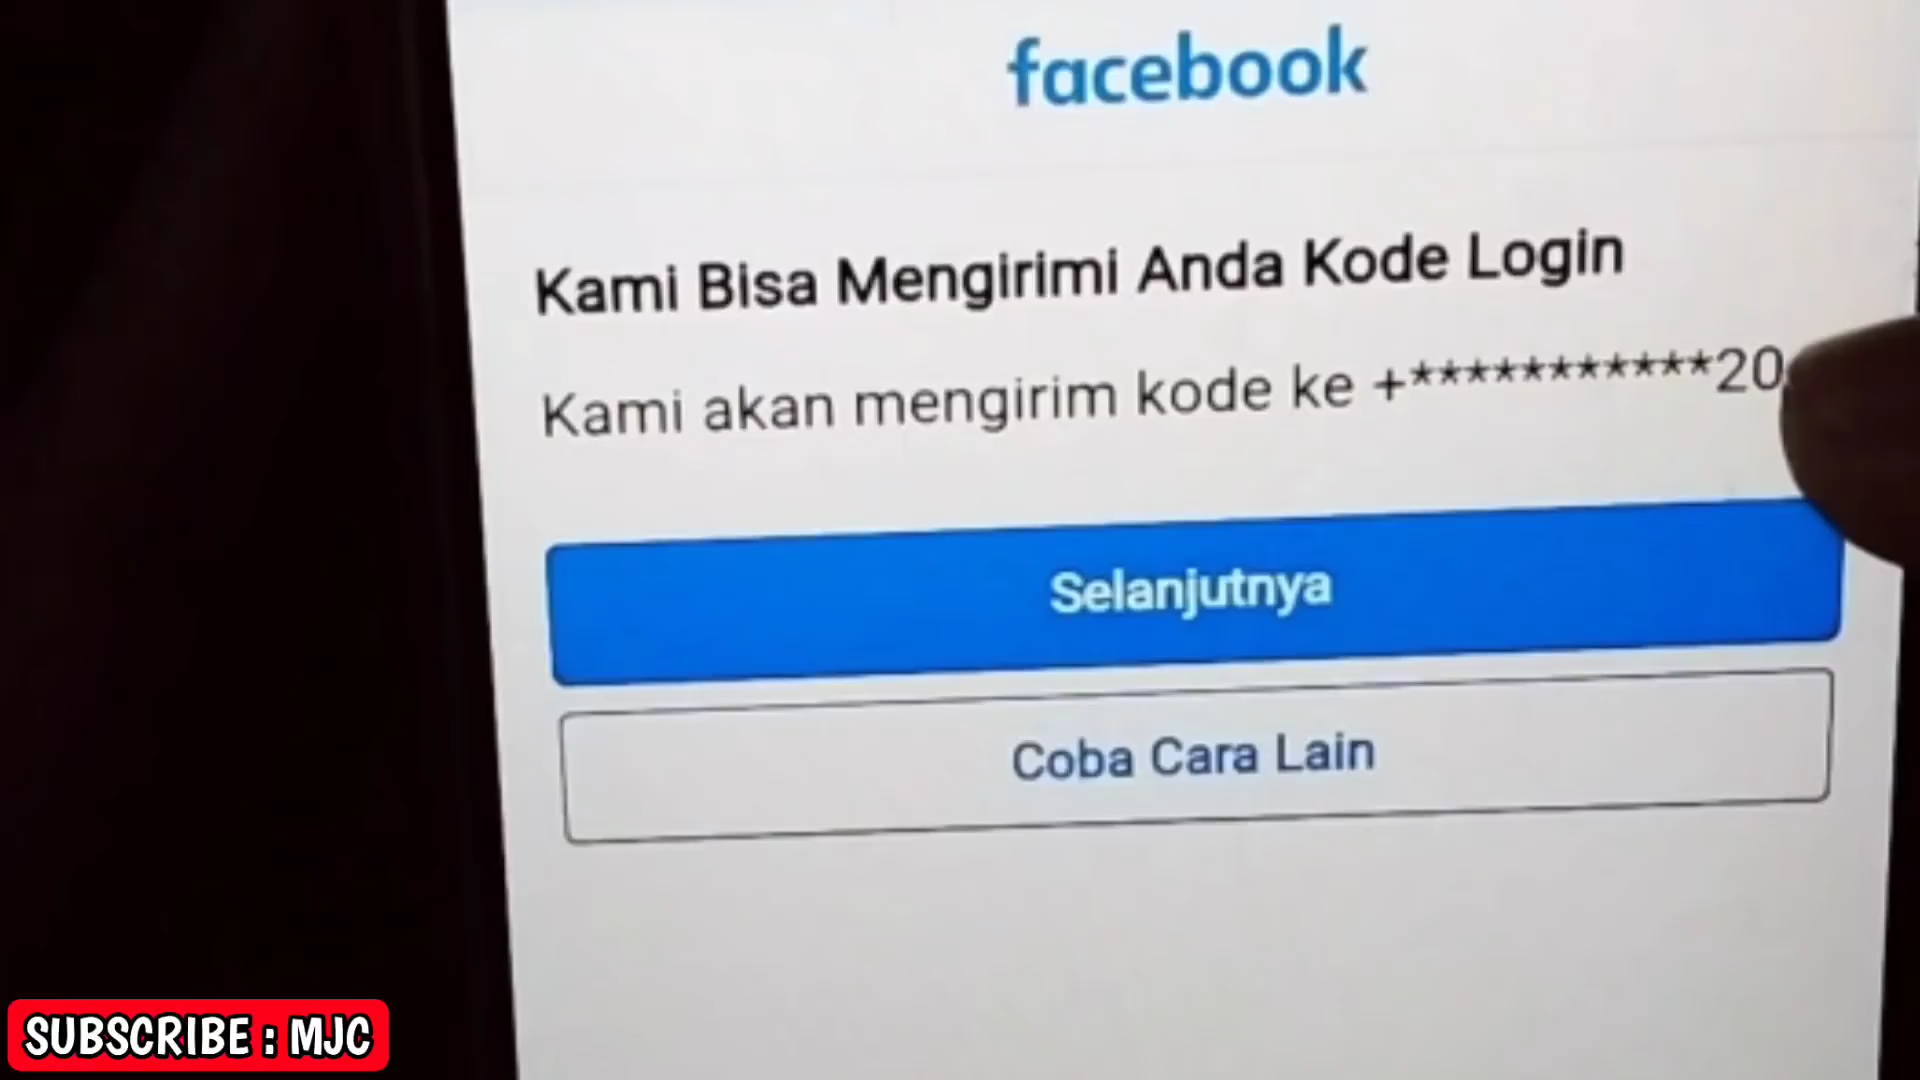 facebook
Kami Bisa Mengirimi Anda Kode Login
Kami akan mengirim kode ke +***********20
Selanjutnya
Coba Cara Lain
SUBSCRIBE : MJC